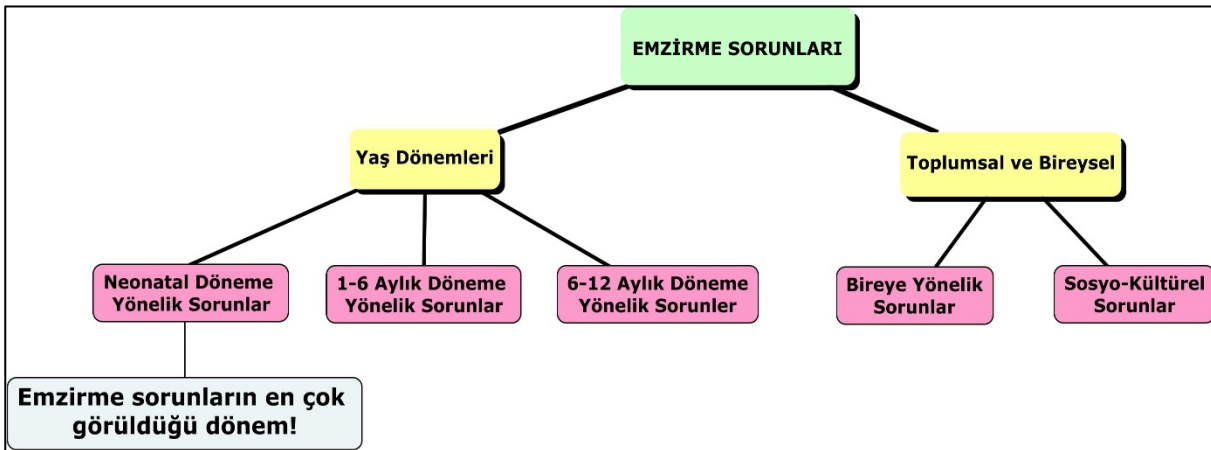 EMZİRME SORUNLARI
Yaş Dönemleri
Toplumsal ve Bireysel
Neonatal Döneme
Yönelik Sorunlar
1-6 Aylık Döneme
Yönelik Sorunlar
6-12 Aylık Döneme
Yönelik Sorunler
Bireye Yönelik
Sorunlar
Sosyo-Kültürel
Sorunlar
Emzirme sorunların en çok
görüldüğü dönem!